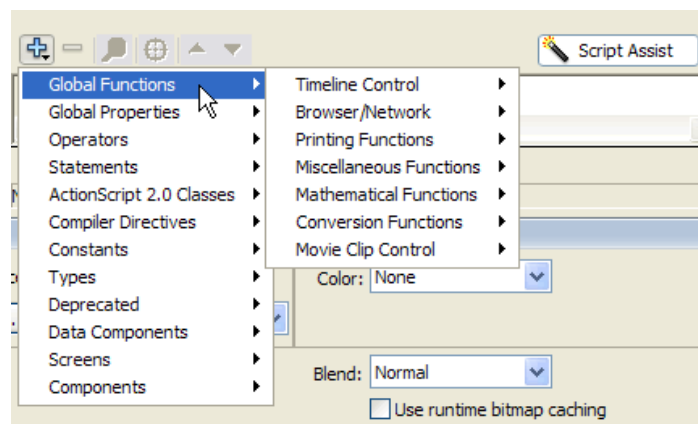 Script Assist
Global Functions
Global Properties
Operators
Statements
ActionScript 2.0 Classes
Compiler Directives
Constants
Types
Deprecated
Data Components
Screens
Components
Timeline Control
Browser/Network
Printing Functions
Miscellaneous Functions
Mathematical Functions
Conversion Functions
Movie Clip Control
Color: None
Blend: Normal
Use runtime bitmap caching